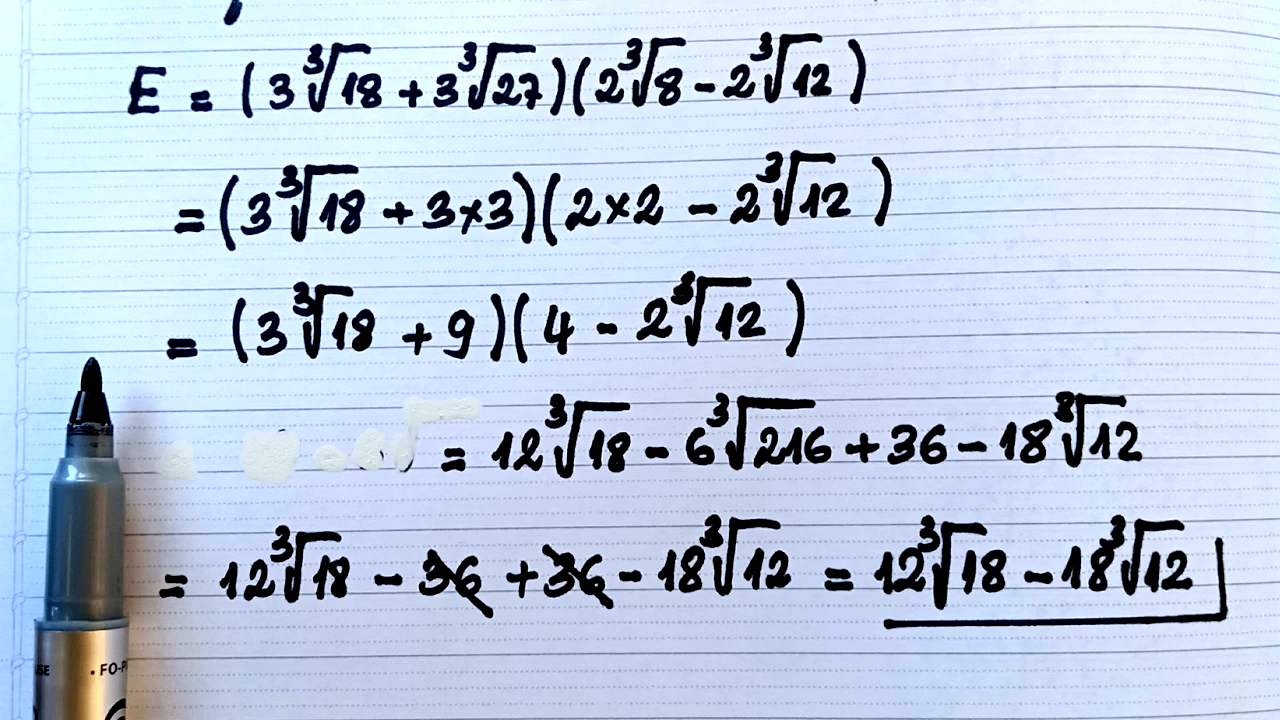 E = (3∛18 + 3∛27)(2∛8 - 2∛12)
= (3∛18 + 3×3)(2×2 - 2∛12)
= (3∛18 + 9)(4 - 2∛12)
= 12∛18 - 6∛216 + 36 - 18∛12
= 12∛18 - 36 + 36 - 18∛12 = 12∛18 - 18∛12